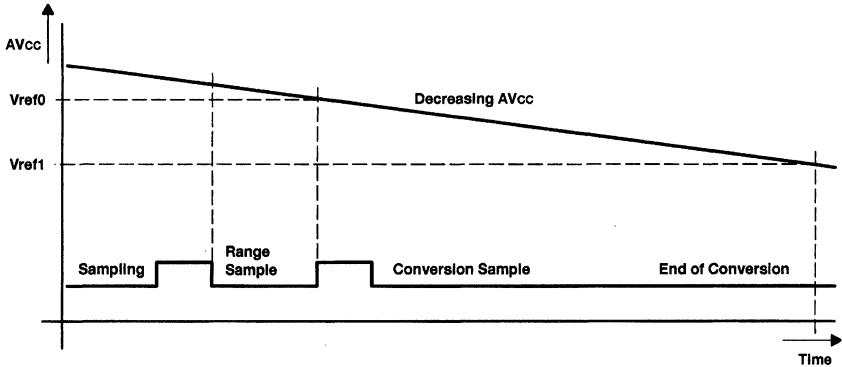 AVcc
Vref0
Decreasing AVcc
Vref1
Sampling
Range
Sample
Conversion Sample
End of Conversion
Time